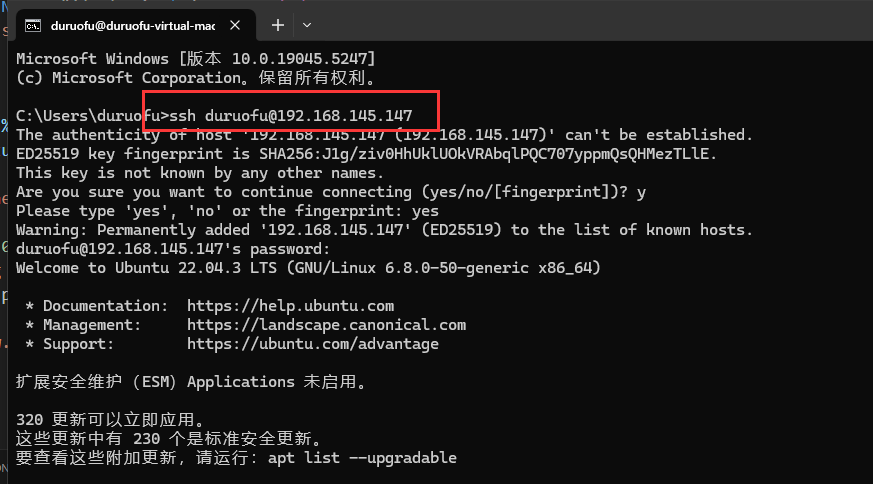 duruofu@duruofu-virtual-mac
Microsoft Windows [版本 10.0.19045.5247]
(c) Microsoft Corporation。保留所有权利。
C:\Users\duruofu>ssh duruofu@192.168.145.147
The authenticity of host '192.168.145.147 (192.168.145.147)' can't be established.
ED25519 key fingerprint is SHA256:J1g/ziv0HhUklUOkVRAbqlPQC707yppmQsQHMezTLlE.
This key is not known by any other names.
Are you sure you want to continue connecting (yes/no/[fingerprint])? y
Please type 'yes', 'no' or the fingerprint: yes
Warning: Permanently added '192.168.145.147' (ED25519) to the list of known hosts.
duruofu@192.168.145.147's password:
Welcome to Ubuntu 22.04.3 LTS (GNU/Linux 6.8.0-50-generic x86_64)
* Documentation:  https://help.ubuntu.com
* Management:     https://landscape.canonical.com
* Support:        https://ubuntu.com/advantage
扩展安全维护（ESM）Applications 未启用。
320 更新可以立即应用。
这些更新中有 230 个是标准安全更新。
要查看这些附加更新，请运行：apt list --upgradable